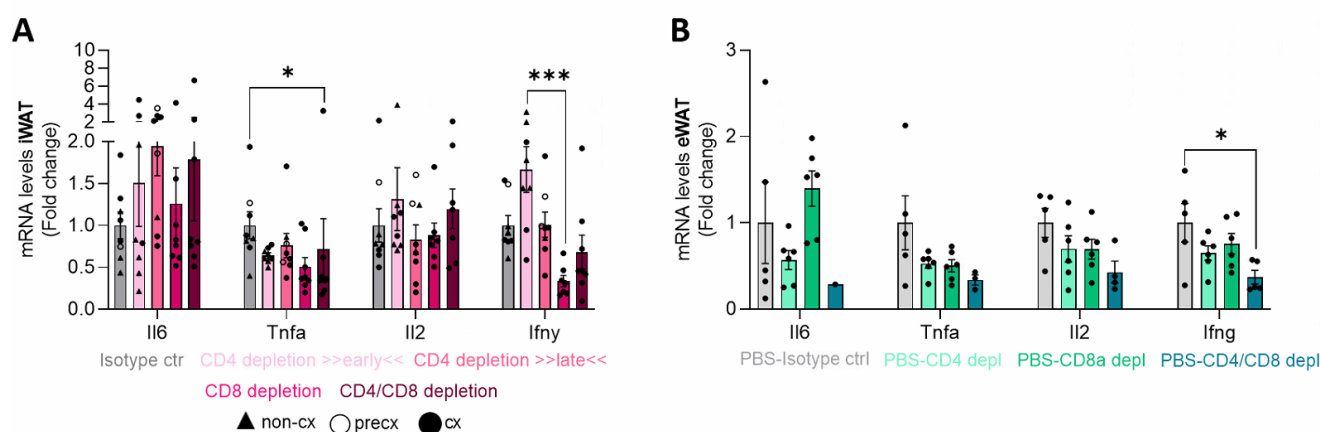 A
mRNA levels iWAT
(Fold change)
10
8
6
4
2
2.0
1.5
1.0
0.5
0.0
*
***
Il6 Tnfa Il2 Ifny
Isotype ctr CD4 depletion >>early<< CD4 depletion >>late<<
CD8 depletion CD4/CD8 depletion
▲ non-cx ○ precx ● cx
B
mRNA levels eWAT
(Fold change)
3
2
1
0
*
Il6 Tnfa Il2 Ifng
PBS-Isotype ctrl PBS-CD4 depl PBS-CD8a depl PBS-CD4/CD8 depl